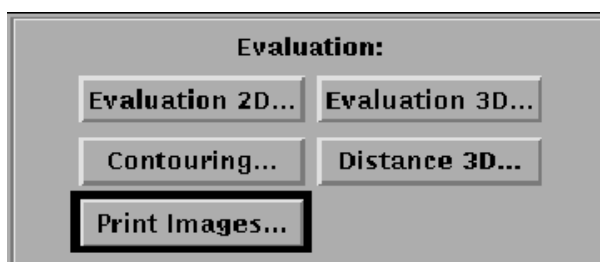 Evaluation:
Evaluation 2D... Evaluation 3D...
Contouring... Distance 3D...
Print Images...